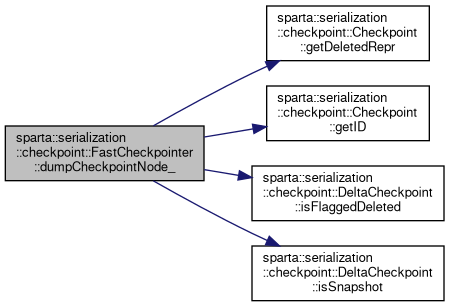 sparta::serialization
::checkpoint::Checkpoint
::getDeletedRepr
sparta::serialization
::checkpoint::Checkpoint
::getID
sparta::serialization
::checkpoint::FastCheckpointer
::dumpCheckpointNode_
sparta::serialization
::checkpoint::DeltaCheckpoint
::isFlaggedDeleted
sparta::serialization
::checkpoint::DeltaCheckpoint
::isSnapshot